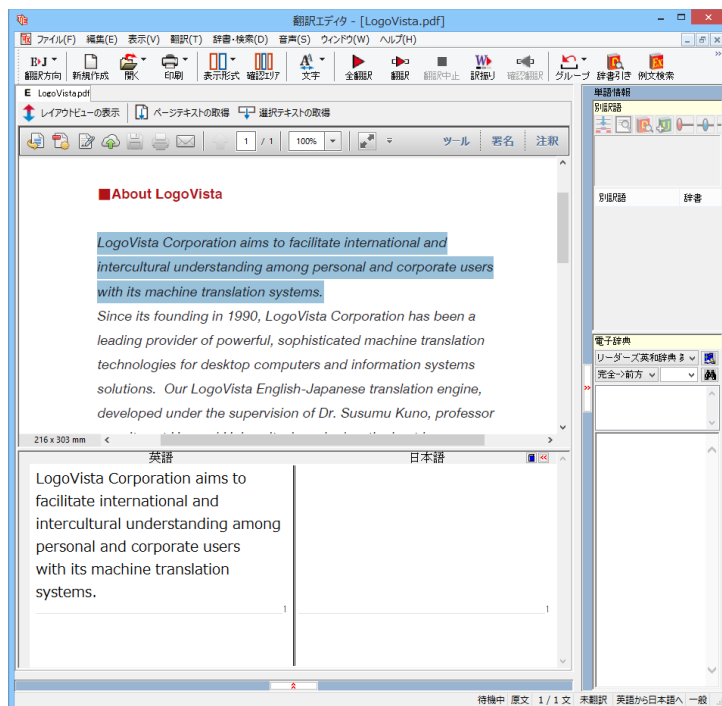 翻訳エディタ - [LogoVista.pdf]
ファイル(F) 編集(E) 表示(V) 翻訳(T) 辞書・検索(D) 音声(S) ウィンドウ(W) ヘルプ(H)
翻訳方向 新規作成 開く 印刷 表示形式 確認エリア 文字 全翻訳 翻訳 翻訳中止 訳振り 確認翻訳 グループ 辞書引き 例文検索
E LogoVista.pdf
単語情報
レイアウトビューの表示 ページテキストの取得 選択テキストの取得
別訳語
1 / 1 100% ツール 署名 注釈
別訳語 辞書
■About LogoVista
LogoVista Corporation aims to facilitate international and
intercultural understanding among personal and corporate users
with its machine translation systems.
Since its founding in 1990, LogoVista Corporation has been a
leading provider of powerful, sophisticated machine translation
technologies for desktop computers and information systems
solutions. Our LogoVista English-Japanese translation engine,
developed under the supervision of Dr. Susumu Kuno, professor
216 x 303 mm
電子辞典
リーダーズ英和辞典
完全->前方
英語 日本語
LogoVista Corporation aims to
facilitate international and
intercultural understanding among
personal and corporate users
with its machine translation
systems.
1 1
待機中 原文 1 / 1 文 未翻訳 英語から日本語へ 一般